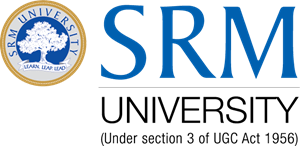 SRM UNIVERSITY
LEARN, LEAP, LEAD
SRM
UNIVERSITY
(Under section 3 of UGC Act 1956)